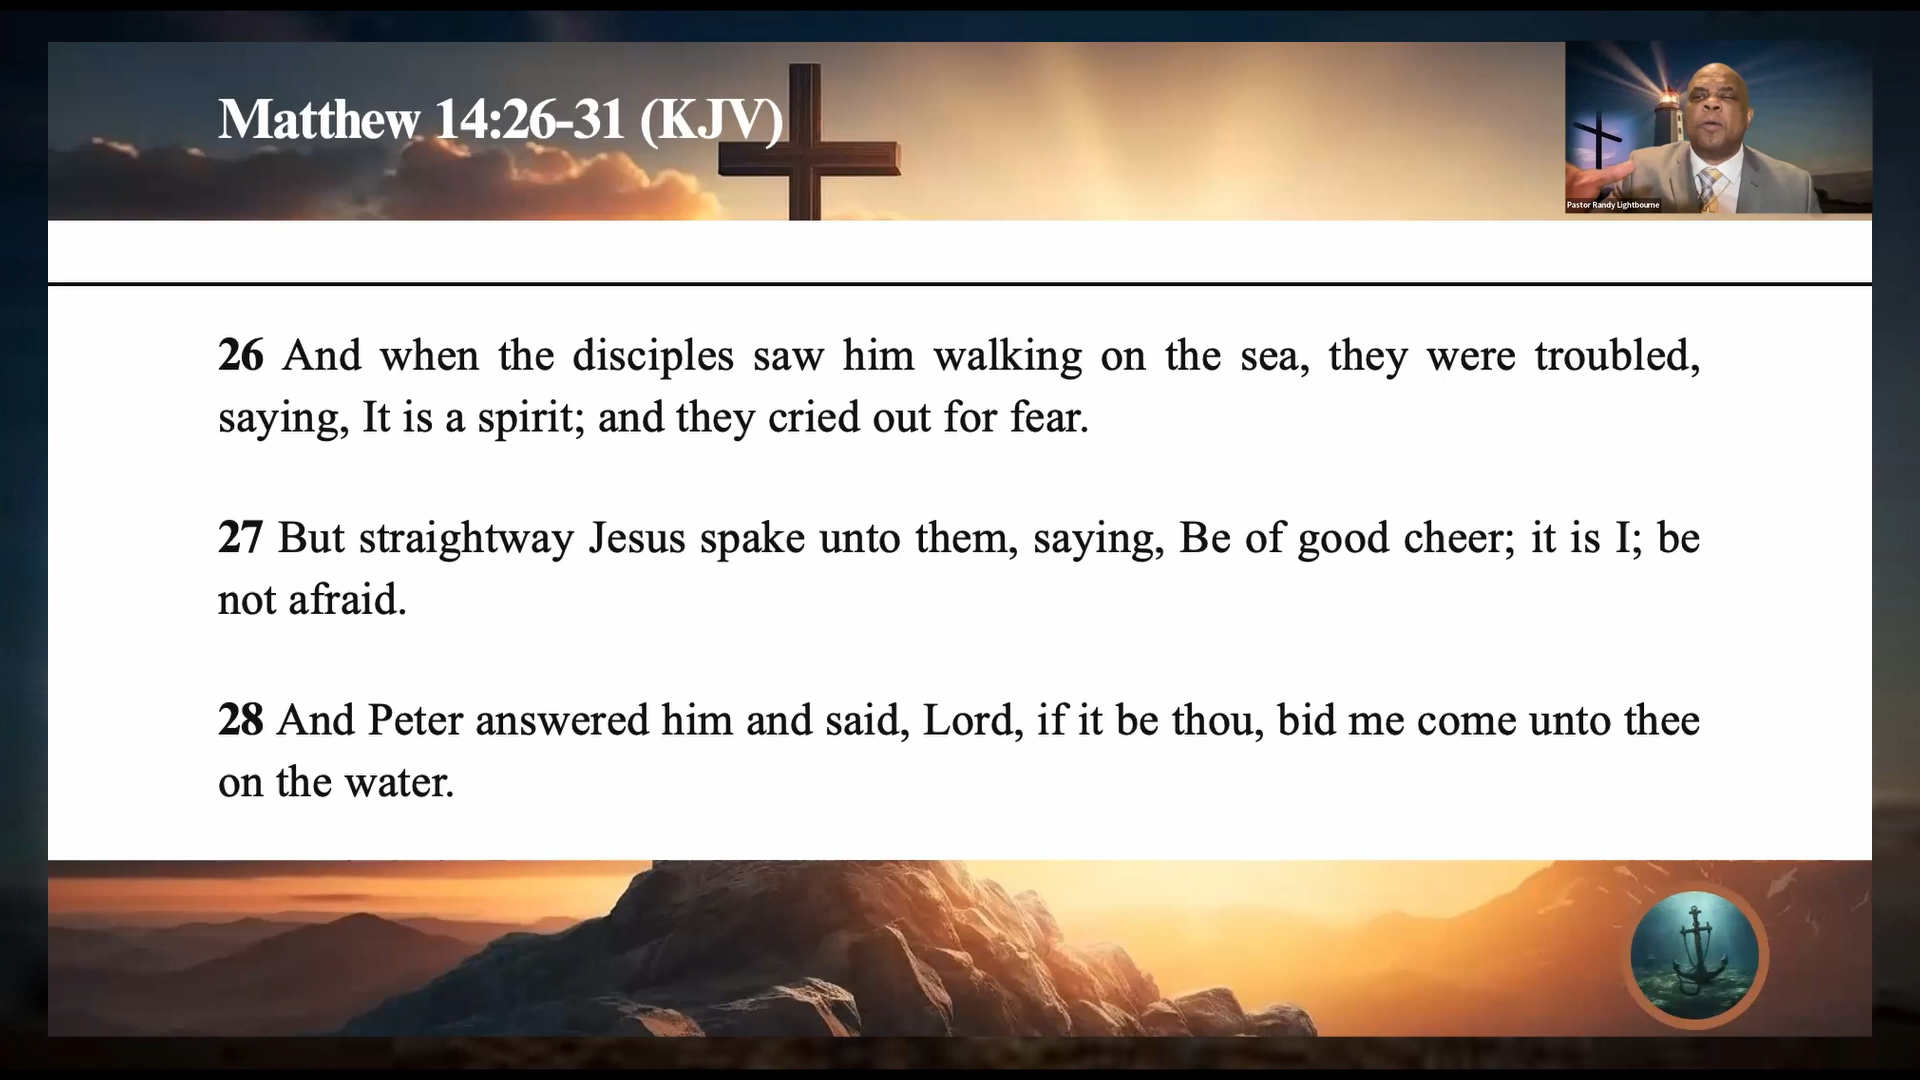 Matthew 14:26-31 (KJV)
Pastor Randy Lightbourne
26 And when the disciples saw him walking on the sea, they were troubled,
saying, It is a spirit; and they cried out for fear.
27 But straightway Jesus spake unto them, saying, Be of good cheer; it is I; be
not afraid.
28 And Peter answered him and said, Lord, if it be thou, bid me come unto thee
on the water.